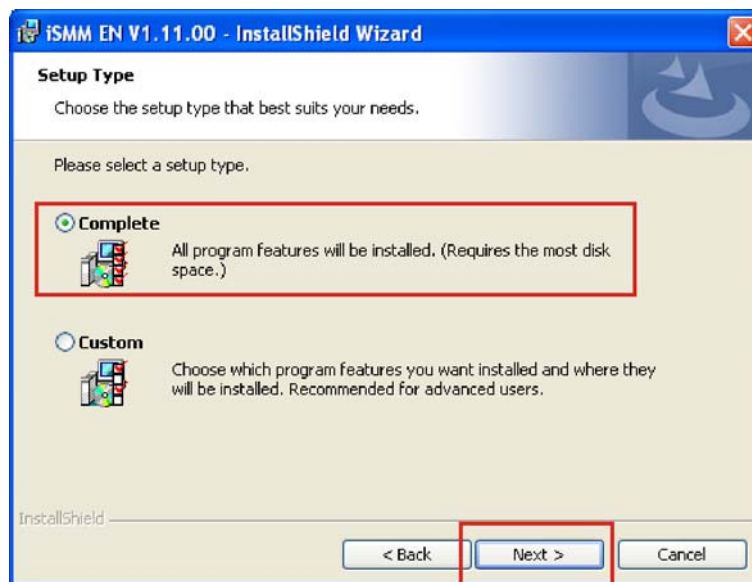 iSMM EN V1.11.00 - InstallShield Wizard
Setup Type
Choose the setup type that best suits your needs.
Please select a setup type.
Complete
All program features will be installed. (Requires the most disk
space.)
Custom
Choose which program features you want installed and where they
will be installed. Recommended for advanced users.
InstallShield
< Back
Next >
Cancel